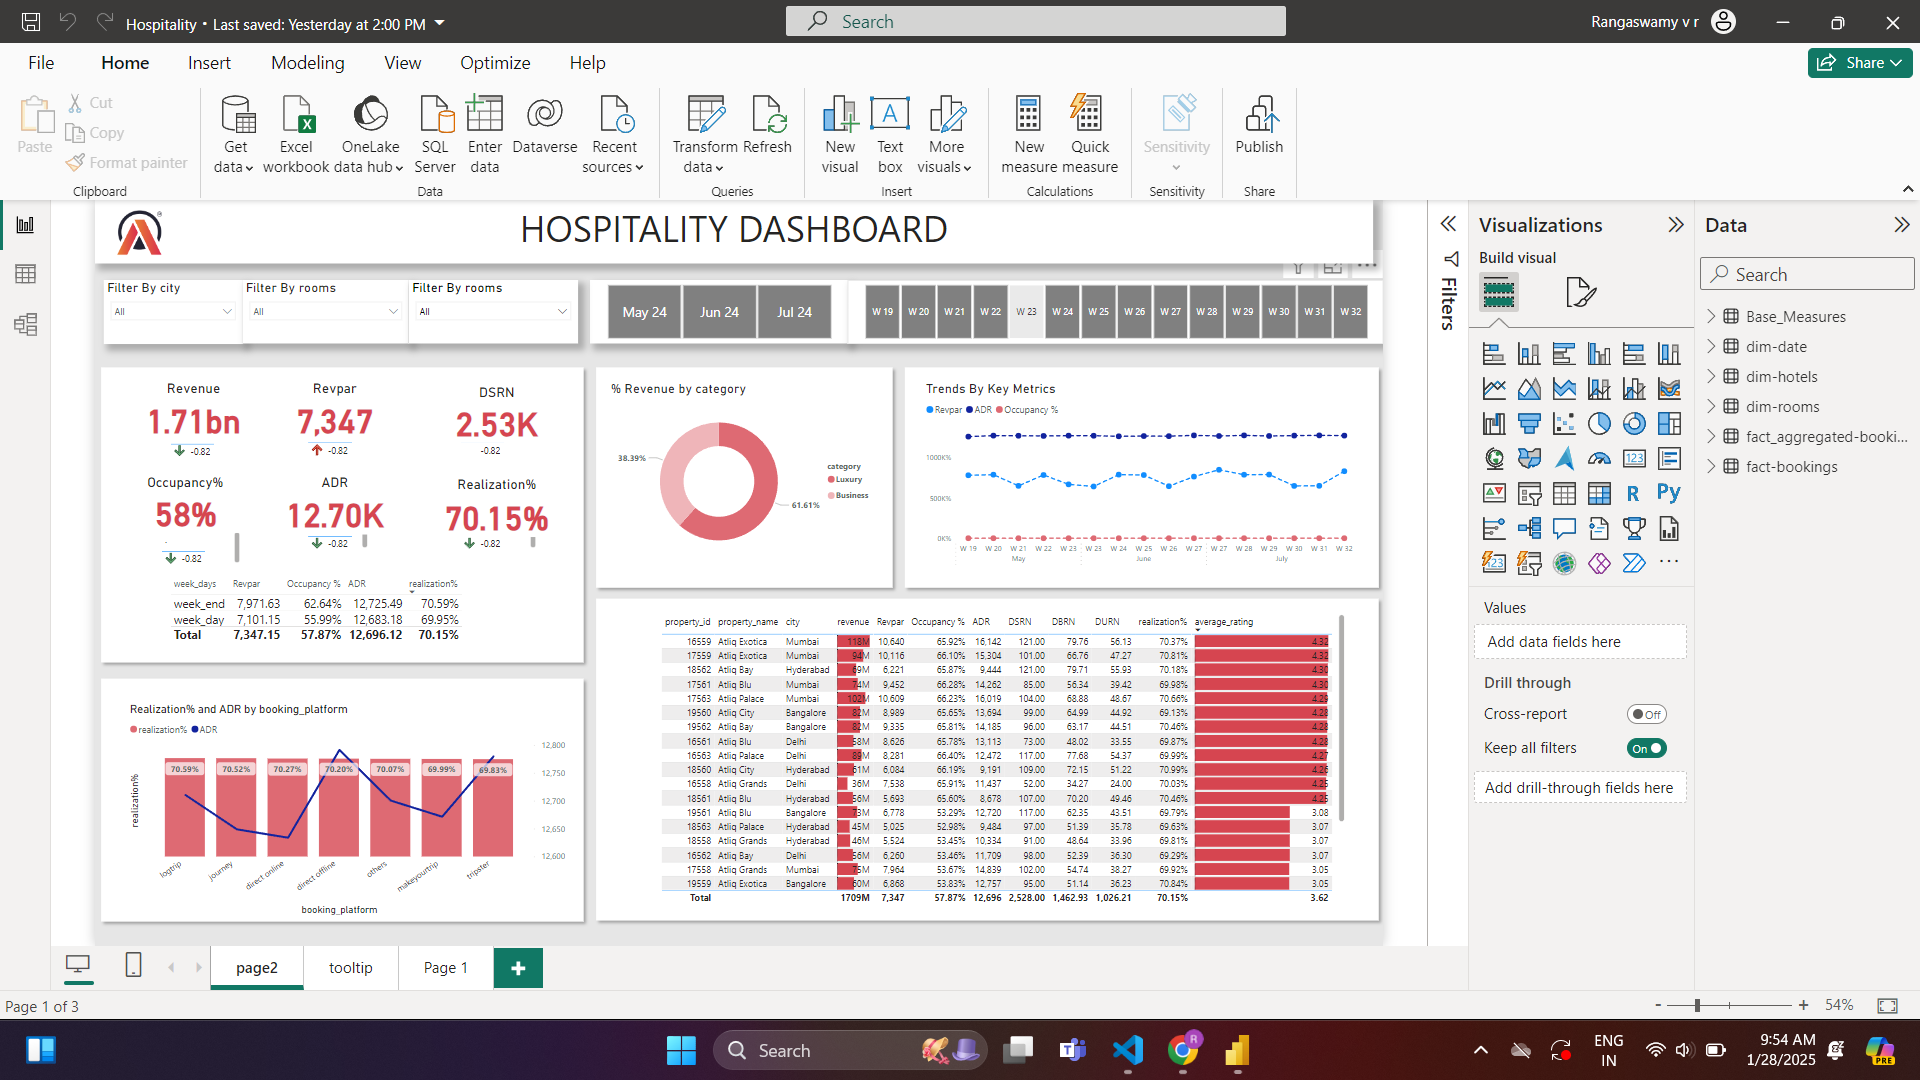 Hospitality • Last saved: Yesterday at 2:00 PM
Search
Rangaswamy v r
File Home Insert Modeling View Optimize Help
Share
Paste
Cut
Copy
Format painter
Clipboard
Get data
Excel workbook
OneLake data hub
SQL Server
Enter data
Dataverse
Recent sources
Data
Transform data
Refresh
Queries
New visual
Text box
More visuals
Insert
New measure
Quick measure
Calculations
Sensitivity
Sensitivity
Publish
Share
HOSPITALITY DASHBOARD
Filter By city
All
Filter By rooms
All
Filter By rooms
All
May 24 Jun 24 Jul 24
W 19 W 20 W 21 W 22 W 23 W 24 W 25 W 26 W 27 W 28 W 29 W 30 W 31 W 32
Revenue
1.71bn
-0.82
Revpar
7,347
-0.82
DSRN
2.53K
-0.82
Occupancy%
58%
-0.82
ADR
12.70K
-0.82
Realization%
70.15%
-0.82
week_days Revpar Occupancy % ADR realization%
week_end 7,971.63 62.64% 12,725.49 70.59%
week_day 7,101.15 55.99% 12,683.18 69.95%
Total 7,347.15 57.87% 12,696.12 70.15%
% Revenue by category
38.39%
61.61%
category
Luxury
Business
Trends By Key Metrics
Revpar ADR Occupancy %
1000K%
500K%
0K%
W 19 W 20 W 21 W 22 W 23 W 23 W 24 W 25 W 26 W 27 W 27 W 28 W 29 W 30 W 31 W 32
May June July
Realization% and ADR by booking_platform
realization% ADR
realization%
70.59% 70.52% 70.27% 70.20% 70.07% 69.99% 69.83%
12,800
12,750
12,700
12,650
12,600
logtrip journey direct online direct offline others makeyourtrip tripster
booking_platform
property_id property_name city revenue Revpar Occupancy % ADR DSRN DBRN DURN realization% average_rating
16559 Atliq Exotica Mumbai 118M 10,640 65.92% 16,142 121.00 79.76 56.13 70.37% 4.32
17559 Atliq Exotica Mumbai 94M 10,116 66.10% 15,304 101.00 66.76 47.27 70.81% 4.32
18562 Atliq Bay Hyderabad 69M 6,221 65.87% 9,444 121.00 79.71 55.93 70.18% 4.30
17561 Atliq Blu Mumbai 74M 9,452 66.28% 14,262 85.00 56.34 39.42 69.98% 4.30
17563 Atliq Palace Mumbai 102M 10,609 66.23% 16,019 104.00 68.88 48.67 70.66% 4.29
19560 Atliq City Bangalore 82M 8,989 65.65% 13,694 99.00 64.99 44.92 69.13% 4.28
19562 Atliq Bay Bangalore 82M 9,335 65.81% 14,185 96.00 63.17 44.51 70.46% 4.28
16561 Atliq Blu Delhi 58M 8,626 65.78% 13,113 73.00 48.02 33.55 69.87% 4.28
16563 Atliq Palace Delhi 89M 8,281 66.40% 12,472 117.00 77.68 54.37 69.99% 4.27
18560 Atliq City Hyderabad 61M 6,084 66.19% 9,191 109.00 72.15 51.22 70.99% 4.26
16558 Atliq Grands Delhi 36M 7,538 65.91% 11,437 52.00 34.27 24.00 70.03% 4.25
18561 Atliq Blu Hyderabad 56M 5,693 65.60% 8,678 107.00 70.20 49.46 70.46% 4.25
19561 Atliq Blu Bangalore 73M 6,778 53.29% 12,720 117.00 62.35 43.51 69.79% 3.08
18563 Atliq Palace Hyderabad 45M 5,025 52.98% 9,484 97.00 51.39 35.78 69.63% 3.07
18558 Atliq Grands Hyderabad 46M 5,524 53.45% 10,334 91.00 48.64 33.96 69.81% 3.07
16562 Atliq Bay Delhi 56M 6,260 53.46% 11,709 98.00 52.39 36.30 69.29% 3.07
17558 Atliq Grands Mumbai 75M 7,964 53.67% 14,839 102.00 54.74 38.27 69.92% 3.05
19559 Atliq Exotica Bangalore 60M 6,868 53.83% 12,757 95.00 51.14 36.23 70.84% 3.05
Total 1709M 7,347 57.87% 12,696 2,528.00 1,462.93 1,026.21 70.15% 3.62
Filters
Visualizations
Build visual
Values
Add data fields here
Drill through
Cross-report Off
Keep all filters On
Add drill-through fields here
Data
Search
Base_Measures
dim-date
dim-hotels
dim-rooms
fact_aggregated-booki...
fact-bookings
page2 tooltip Page 1
Page 1 of 3
54%
Search
ENG
IN
9:54 AM
1/28/2025
PRE